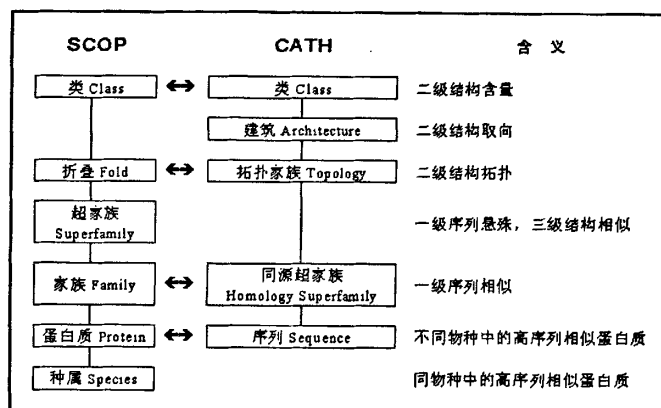 SCOP CATH 含 义
类 Class 类 Class 二级结构含量
建筑 Architecture 二级结构取向
折叠 Fold 拓扑家族 Topology 二级结构拓扑
超家族
Superfamily 一级序列悬殊，三级结构相似
家族 Family 同源超家族
Homology Superfamily 一级序列相似
蛋白质 Protein 序列 Sequence 不同物种中的高序列相似蛋白质
种属 Species 同物种中的高序列相似蛋白质